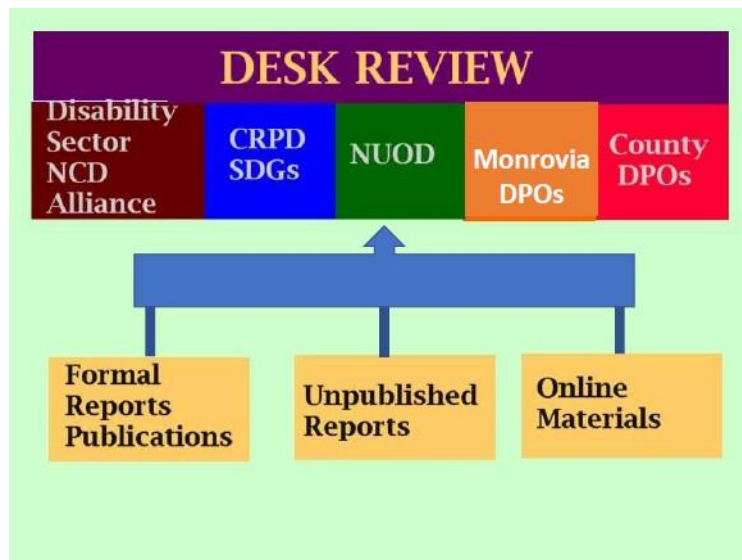 DESK REVIEW
Disability
Sector
NCD
Alliance
CRPD
SDGs
NUOD
Monrovia
DPOs
County
DPOs
Formal
Reports
Publications
Unpublished
Reports
Online
Materials